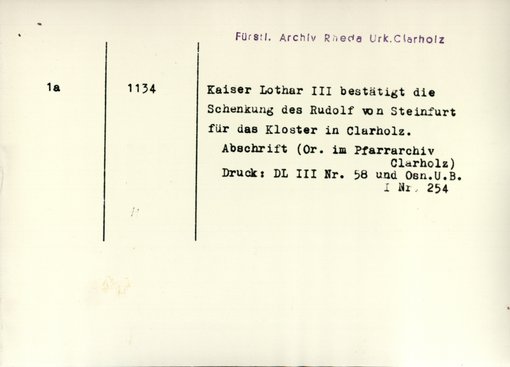 Fürstl. Archiv Rheda Urk.Clarholz
1a 1134 Kaiser Lothar III bestätigt die
Schenkung des Rudolf von Steinfurt
für das Kloster in Clarholz.
Abschrift (Or. im Pfarrarchiv
Clarholz)
Druck: DL III Nr. 58 und Osn.U.B.
I Nr. 254